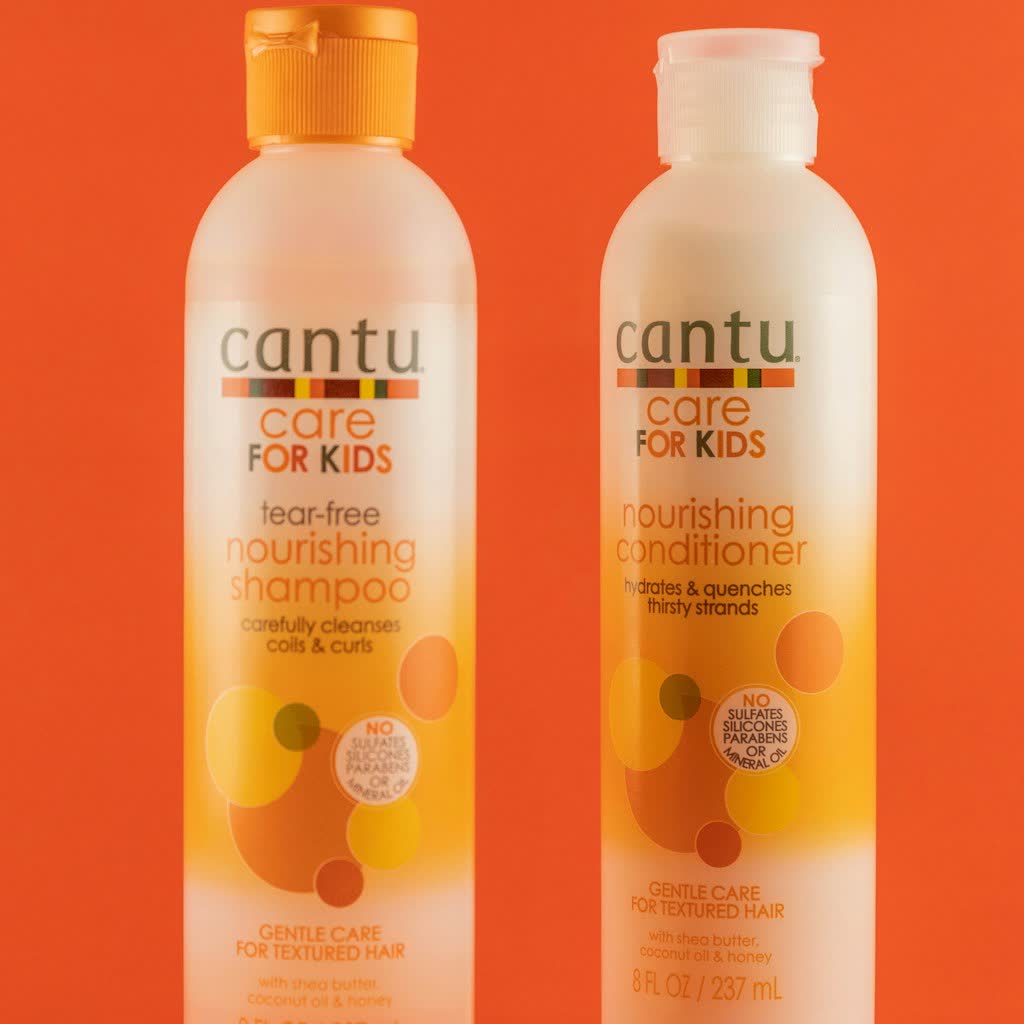 cantu
care
FOR KIDS
tear-free
nourishing
shampoo
carefully cleanses
coils & curls
NO
SULFATES
SILICONES
PARABENS
OR
MINERAL OIL
GENTLE CARE
FOR TEXTURED HAIR
with shea butter,
coconut oil & honey
cantu®
care
FOR KIDS
nourishing
conditioner
hydrates & quenches
thirsty strands
NO
SULFATES
SILICONES
PARABENS
OR
MINERAL OIL
GENTLE CARE
FOR TEXTURED HAIR
with shea butter,
coconut oil & honey
8 FL OZ / 237 mL